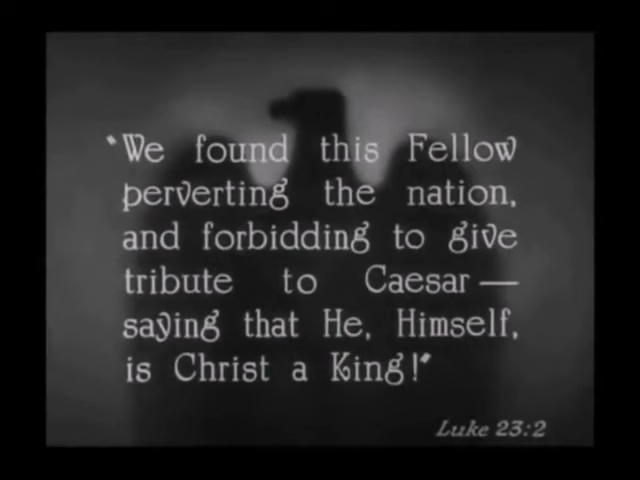 "We found this Fellow
perverting the nation,
and forbidding to give
tribute to Caesar —
saying that He, Himself,
is Christ a King!"
Luke 23:2